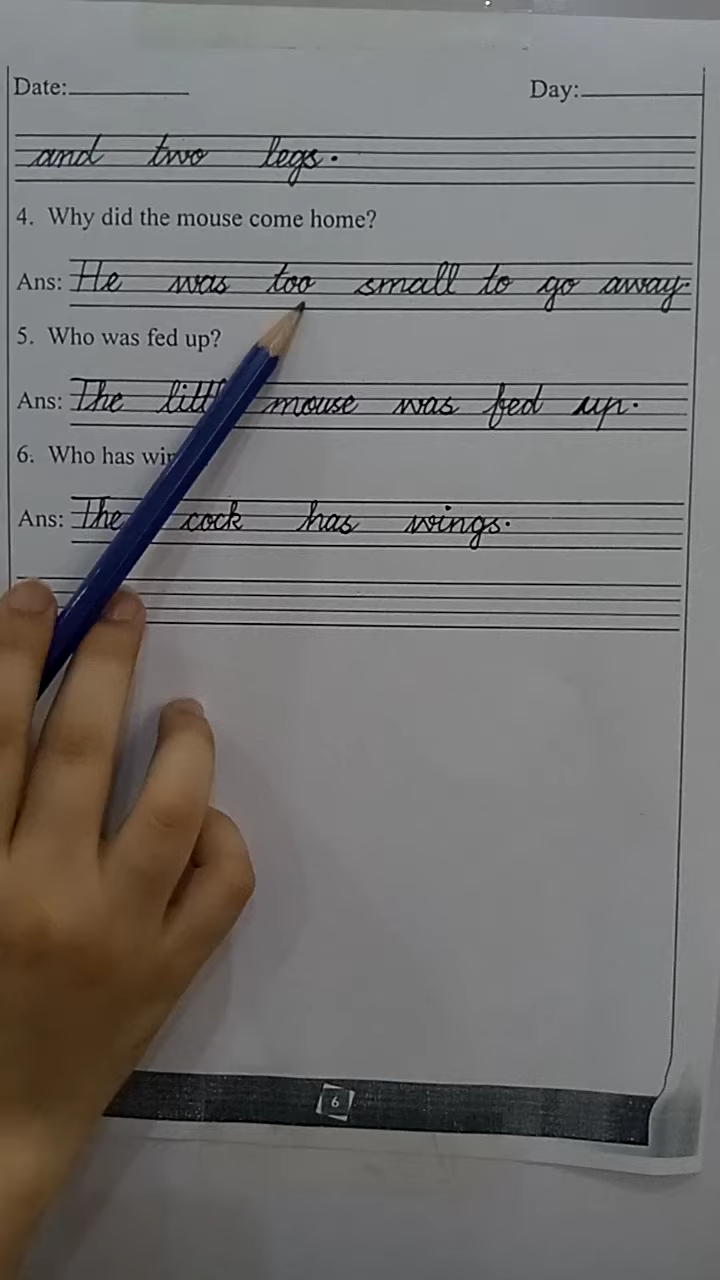 Date:
Day:
and two legs.
4. Why did the mouse come home?
Ans: He was too small to go away.
5. Who was fed up?
Ans: The mouse was fed up.
6. Who has
Ans: The cock has wings.
6